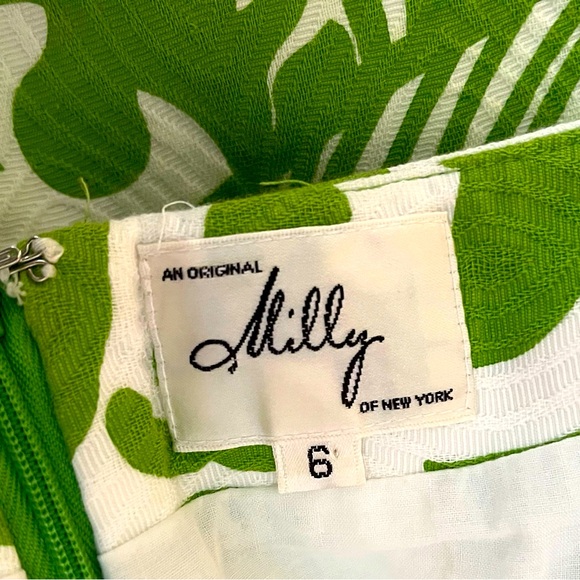 AN ORIGINAL
Milly
OF NEW YORK
6